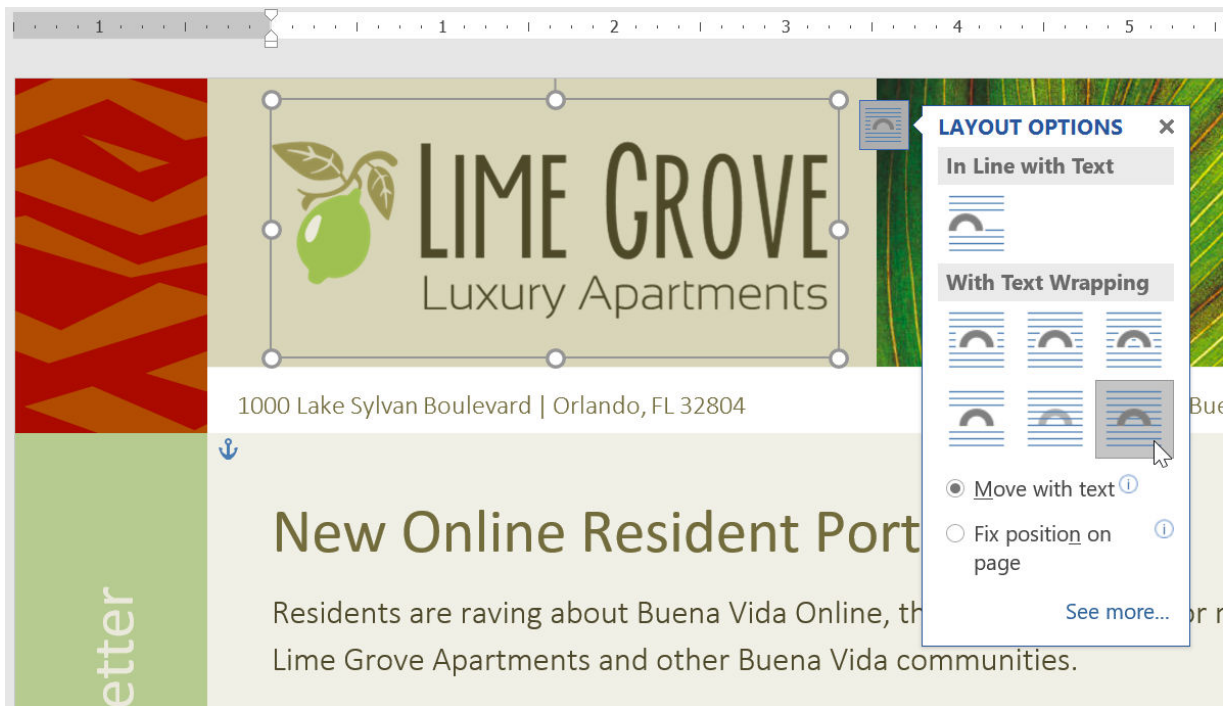 1 1 2 3 4 5
LIME GROVE
Luxury Apartments
LAYOUT OPTIONS
In Line with Text
With Text Wrapping
Move with text
Fix position on
page
See more...
1000 Lake Sylvan Boulevard | Orlando, FL 32804
New Online Resident Port
Residents are raving about Buena Vida Online, th
Lime Grove Apartments and other Buena Vida communities.